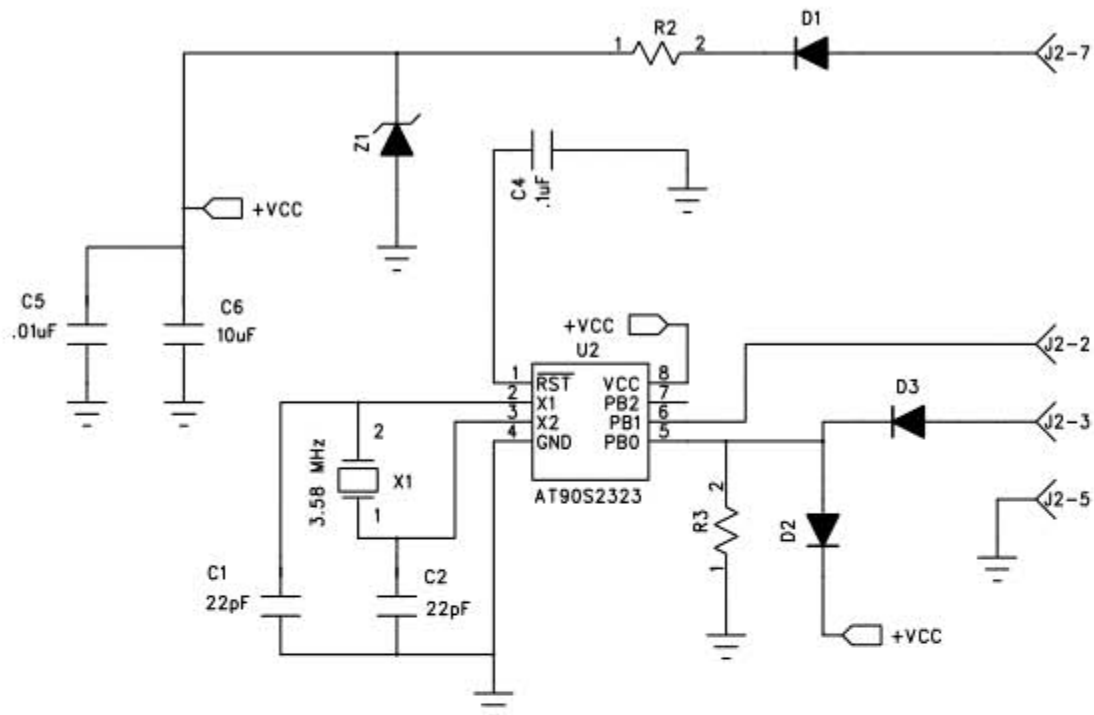 D1
R2
1 2
J2-7
Z1
C4
.1uF
+VCC
C5
.01uF
C6
10uF
+VCC
U2
J2-2
1 RST VCC 8
2 X1 PB2 7
3 X2 PB1 6
4 GND PB0 5
AT90S2323
D3
J2-3
2
3.58 MHz
X1
1
2
R3
1
D2
J2-5
C1
22pF
C2
22pF
+VCC